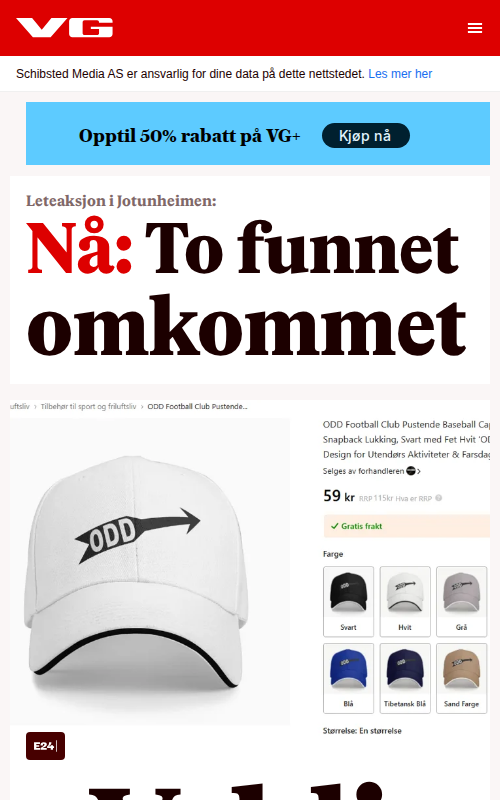 VG
Schibsted Media AS er ansvarlig for dine data på dette nettstedet. Les mer her
Opptil 50% rabatt på VG+
Kjøp nå
Leteaksjon i Jotunheimen:
Nå: To funnet
omkommet
uftsliv › Tilbehør til sport og friluftsliv › ODD Football Club Pustende...
ODD
ODD Football Club Pustende Baseball Ca
Snapback Lukking, Svart med Fet Hvit 'OD
Design for Utendørs Aktiviteter & Farsdag
Selges av forhandleren
59 kr RRP 115kr Hva er RRP
Gratis frakt
Farge
Svart
Hvit
Grå
Blå
Tibetansk Blå
Sand Farge
Størrelse: En størrelse
E24